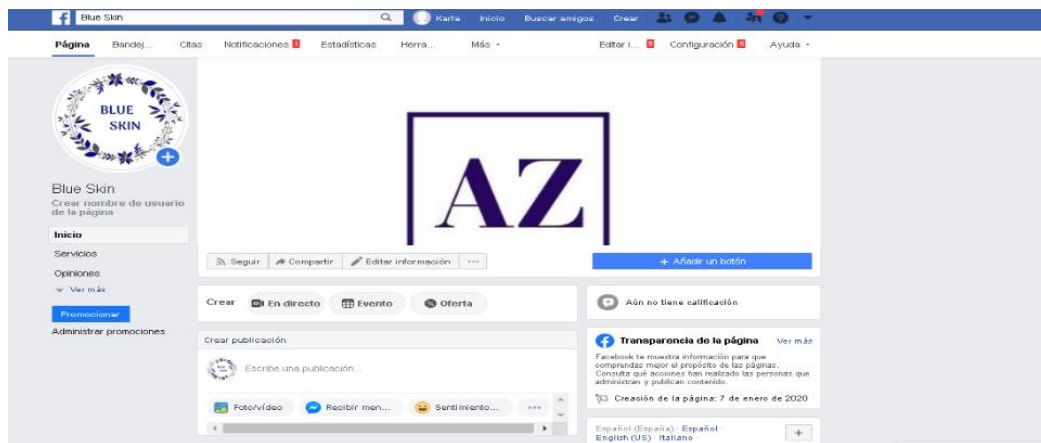 Blue Skin
Karla Inicio Buscar amigos Crear
Página Bandej... Citas Notificaciones 1 Estadísticas Herra... Más Editar i... 5 Configuración 5 Ayuda
BLUE
SKIN
AZ
Blue Skin
Crear nombre de usuario
de la página
Inicio
Servicios
Opiniones
Ver más
Promocionar
Administrar promociones
Seguir Compartir Editar información ...
+ Añadir un botón
Crear En directo Evento Oferta
Aún no tiene calificación
Crear publicación
Escribe una publicación...
Foto/vídeo Recibir men... Sentimiento... ...
Transparencia de la página Ver más
Facebook te muestra información para que
comprendas mejor el propósito de las páginas.
Consulta qué acciones han realizado las personas que
administran y publican contenido.
Creación de la página: 7 de enero de 2020
Español (España) · Español ·
English (US) · Italiano ·